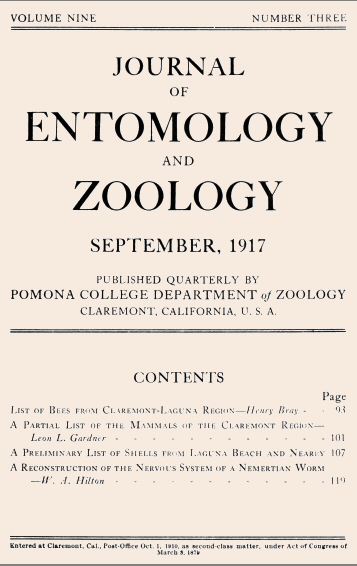 VOLUME NINE NUMBER THREE
JOURNAL
OF
ENTOMOLOGY
AND
ZOOLOGY
SEPTEMBER, 1917
PUBLISHED QUARTERLY BY
POMONA COLLEGE DEPARTMENT of ZOOLOGY
CLAREMONT, CALIFORNIA, U. S. A.
CONTENTS
Page
LIST OF BEES FROM CLAREMONT-LAGUNA REGION—Henry Bray - - 93
A PARTIAL LIST OF THE MAMMALS OF THE CLAREMONT REGION—
Leon L. Gardner - - - - - - - - - - - 101
A PRELIMINARY LIST OF SHELLS FROM LAGUNA BEACH AND NEARBY 107
A RECONSTRUCTION OF THE NERVOUS SYSTEM OF A NEMERTIAN WORM
—W. A. Hilton - - - - - - - - - - - 119
Entered at Claremont, Cal., Post-Office Oct. 1, 1910, as second-class matter, under Act of Congress of
March 3, 1879